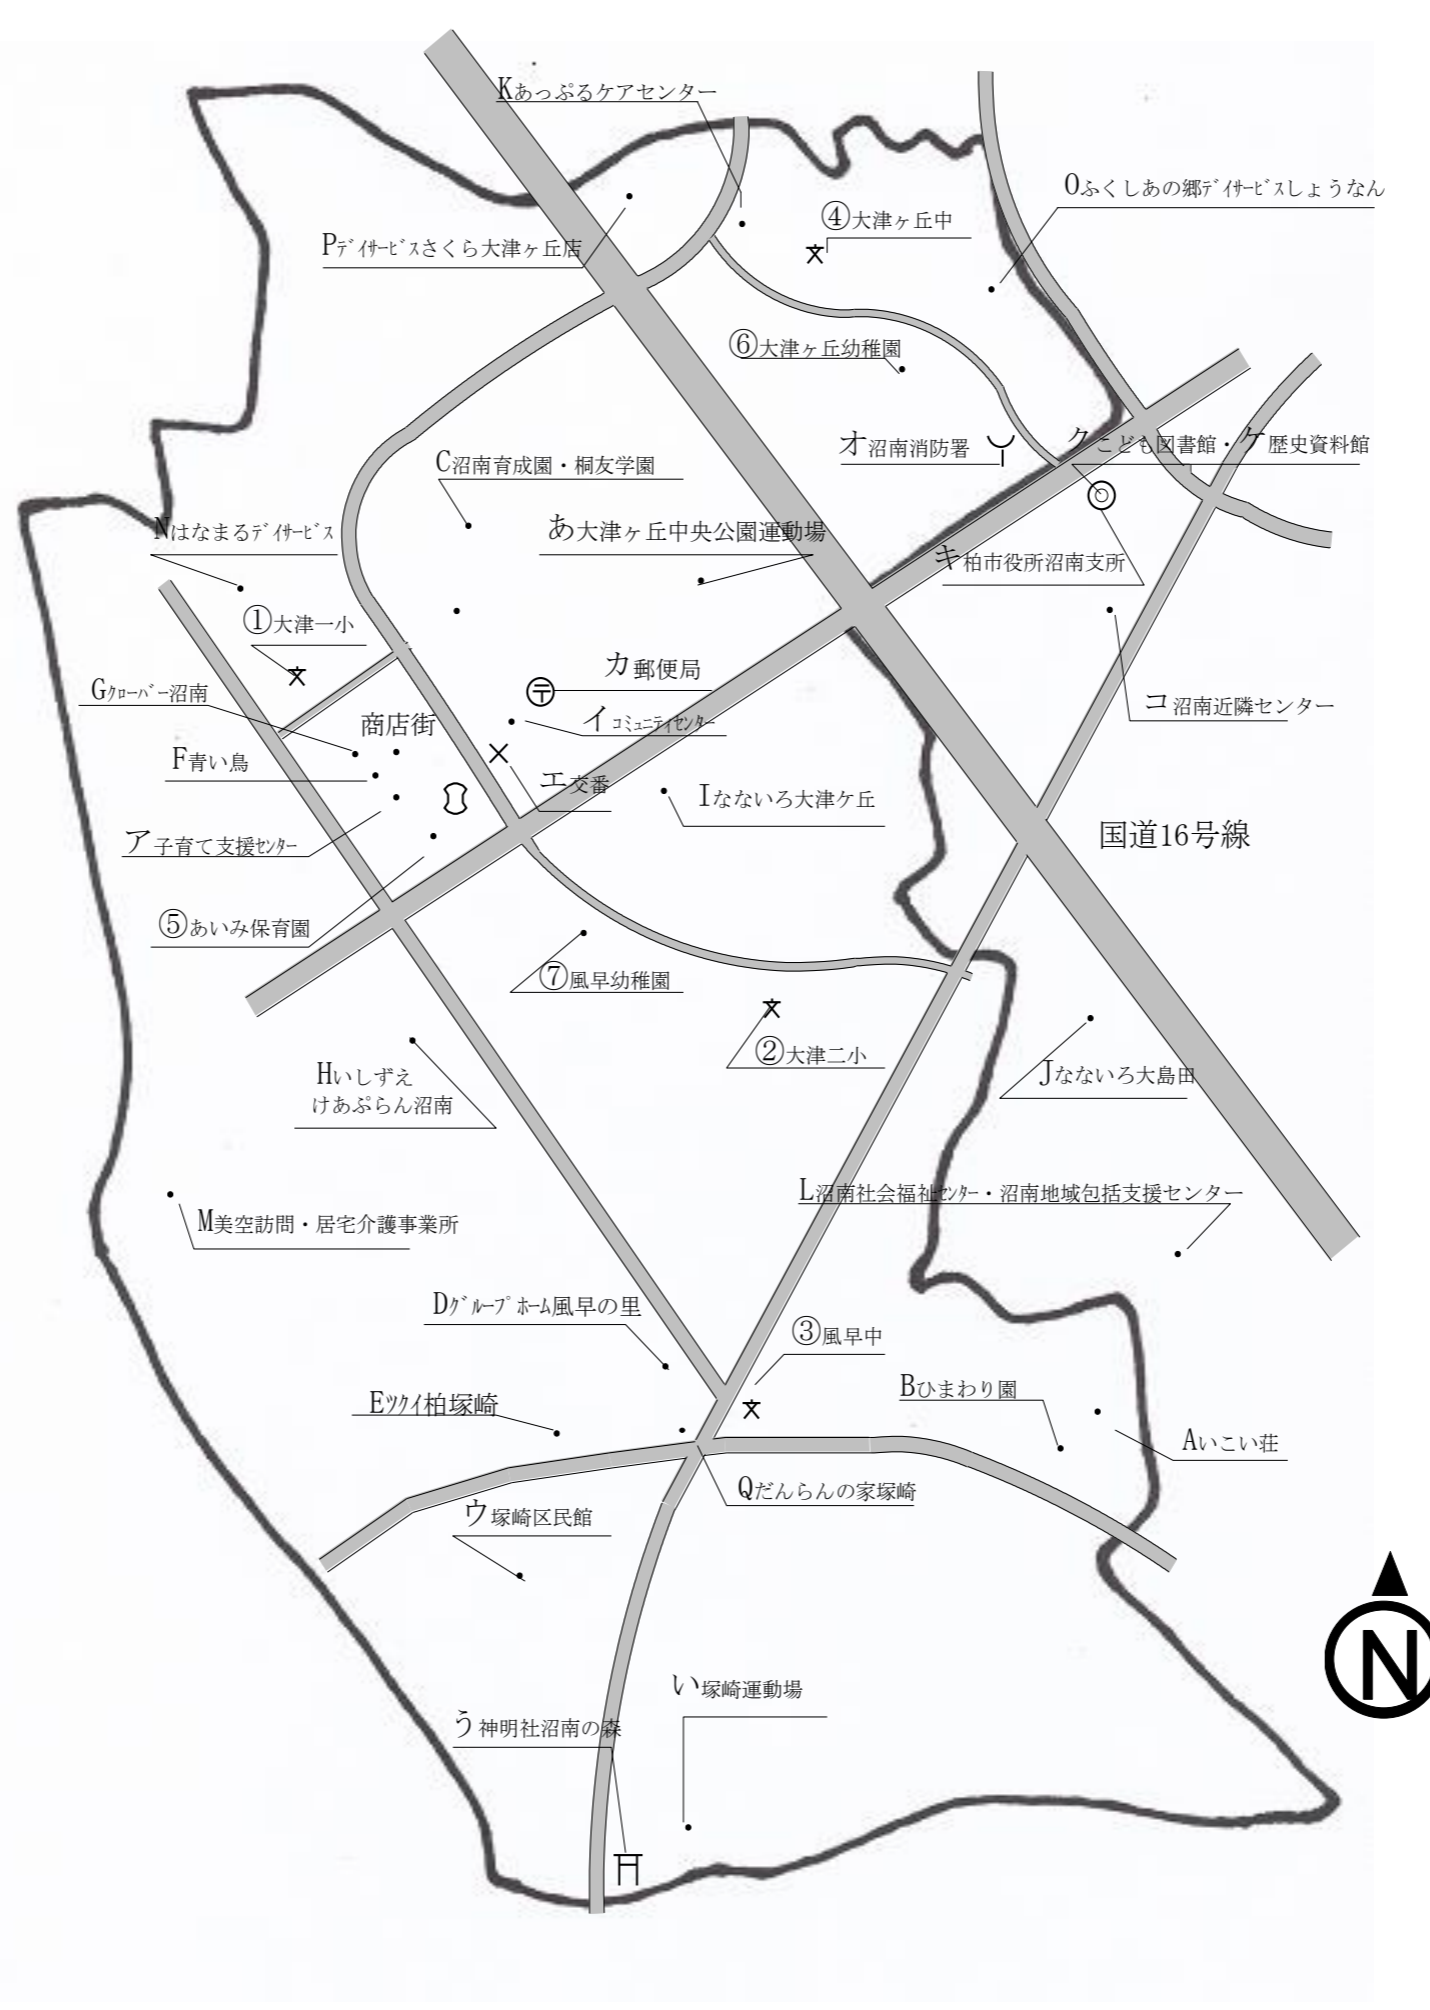 Kあっぷるケアセンター
Oふくしあの郷ﾃﾞｲｻｰﾋﾞｽしょうなん
④大津ヶ丘中
Pﾃﾞｲｻｰﾋﾞｽさくら大津ヶ丘店
⑥大津ヶ丘幼稚園
オ沼南消防署
クこども図書館・ケ歴史資料館
C沼南育成園・桐友学園
Nはなまるﾃﾞｲｻｰﾋﾞｽ
あ大津ヶ丘中央公園運動場
キ柏市役所沼南支所
①大津一小
カ郵便局
〒
Gｸﾛｰﾊﾞｰ沼南
コ沼南近隣センター
商店街
イコミュニティセンター
F青い鳥
エ交番
Iなないろ大津ケ丘
ア子育て支援ｾﾝﾀｰ
国道16号線
⑤あいみ保育園
⑦風早幼稚園
②大津二小
Hいしずえ
けあぷらん沼南
Jなないろ大島田
L沼南社会福祉ｾﾝﾀｰ・沼南地域包括支援センター
M美空訪問・居宅介護事業所
Dｸﾞﾙｰﾌﾟﾎｰﾑ風早の里
③風早中
Bひまわり園
Eﾂｸｲ柏塚崎
Aいこい荘
Qだんらんの家塚崎
ウ塚崎区民館
N
い塚崎運動場
う神明社沼南の森